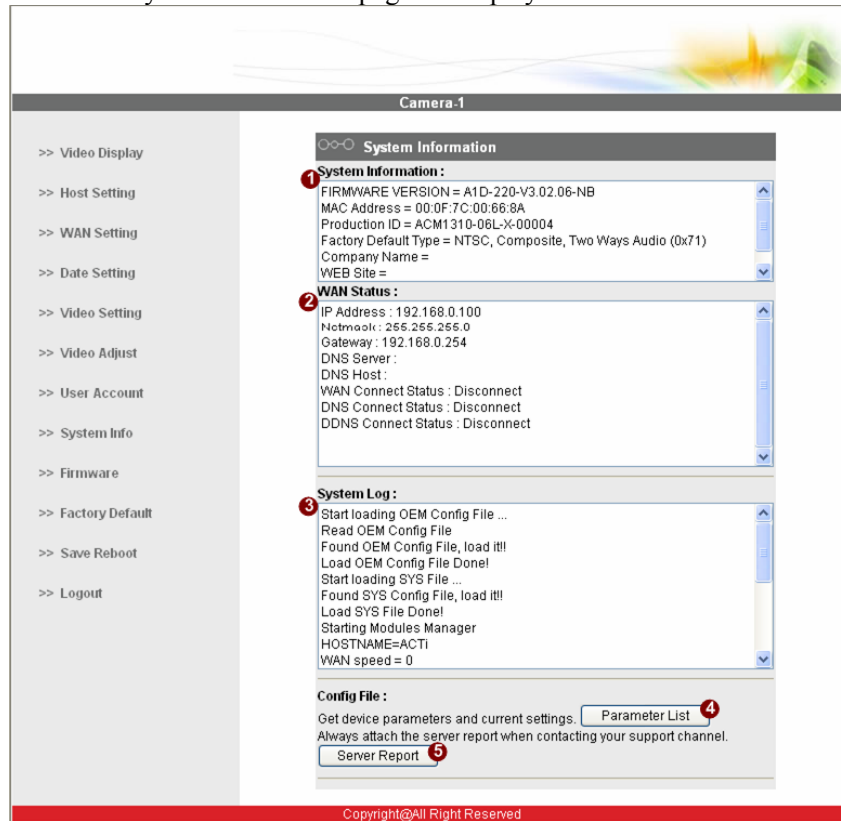 Camera-1
>> Video Display
>> Host Setting
>> WAN Setting
>> Date Setting
>> Video Setting
>> Video Adjust
>> User Account
>> System Info
>> Firmware
>> Factory Default
>> Save Reboot
>> Logout
System Information
System Information :
1
FIRMWARE VERSION = A1D-220-V3.02.06-NB
MAC Address = 00:0F:7C:00:66:8A
Production ID = ACM1310-06L-X-00004
Factory Default Type = NTSC, Composite, Two Ways Audio (0x71)
Company Name =
WEB Site =
WAN Status :
2
IP Address : 192.168.0.100
Netmask : 255.255.255.0
Gateway : 192.168.0.254
DNS Server :
DNS Host :
WAN Connect Status : Disconnect
DNS Connect Status : Disconnect
DDNS Connect Status : Disconnect
System Log :
3
Start loading OEM Config File ...
Read OEM Config File
Found OEM Config File, load it!!
Load OEM Config File Done!
Start loading SYS File ...
Found SYS Config File, load it!!
Load SYS File Done!
Starting Modules Manager
HOSTNAME=ACTi
WAN speed = 0
Config File :
Get device parameters and current settings. Parameter List 4
Always attach the server report when contacting your support channel.
Server Report 5
Copyright@All Right Reserved